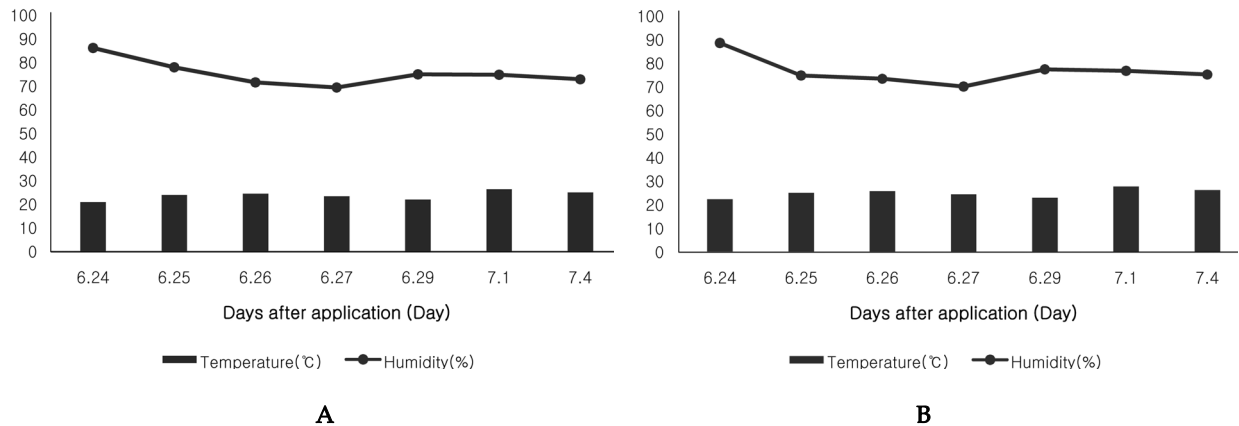 100
90
80
70
60
50
40
30
20
10
0
6.24 6.25 6.26 6.27 6.29 7.1 7.4
Days after application (Day)
Temperature(℃) Humidity(%)
A
100
90
80
70
60
50
40
30
20
10
0
6.24 6.25 6.26 6.27 6.29 7.1 7.4
Days after application (Day)
Temperature(℃) Humidity(%)
B